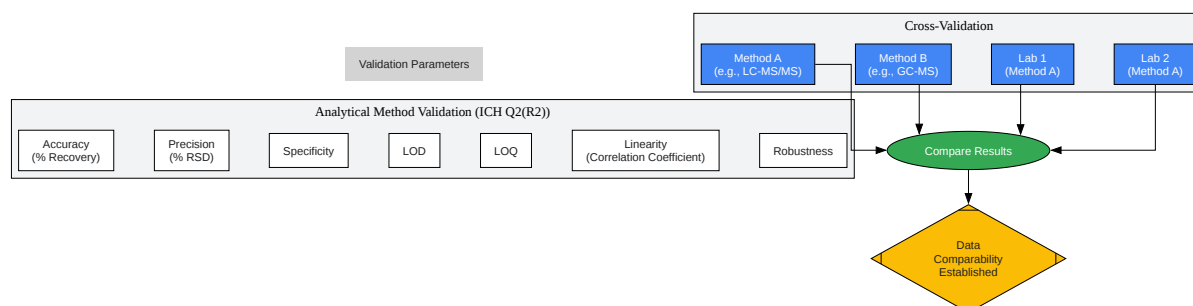 Cross-Validation
Method A
(e.g., LC-MS/MS)
Method B
(e.g., GC-MS)
Lab 1
(Method A)
Lab 2
(Method A)
Validation Parameters
Analytical Method Validation (ICH Q2(R2))
Accuracy
(% Recovery)
Precision
(% RSD)
Specificity
LOD
LOQ
Linearity
(Correlation Coefficient)
Robustness
Compare Results
Data
Comparability
Established